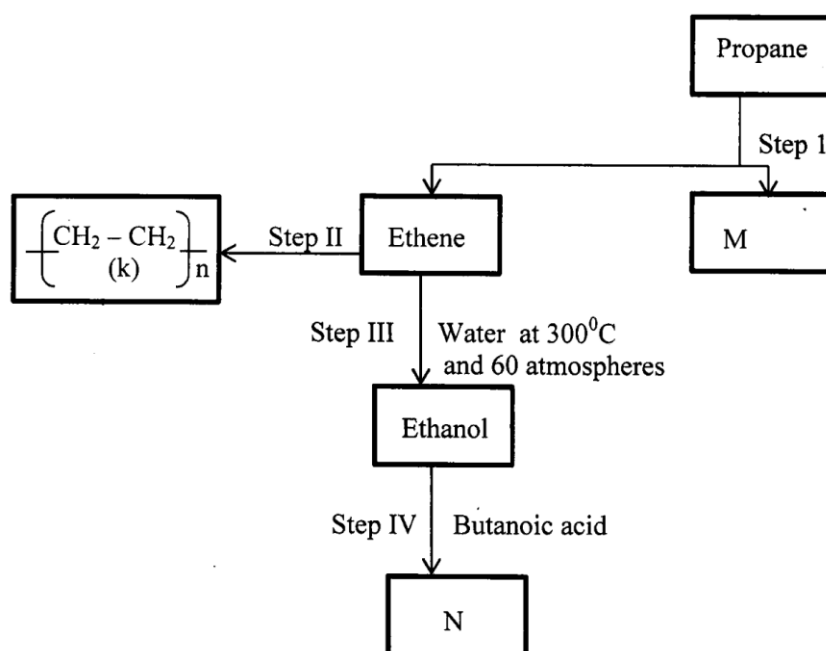 Propane
Step 1
M
Ethene
Step II
CH₂ – CH₂
(k)
n
Step III
Water at 300⁰C
and 60 atmospheres
Ethanol
Step IV
Butanoic acid
N